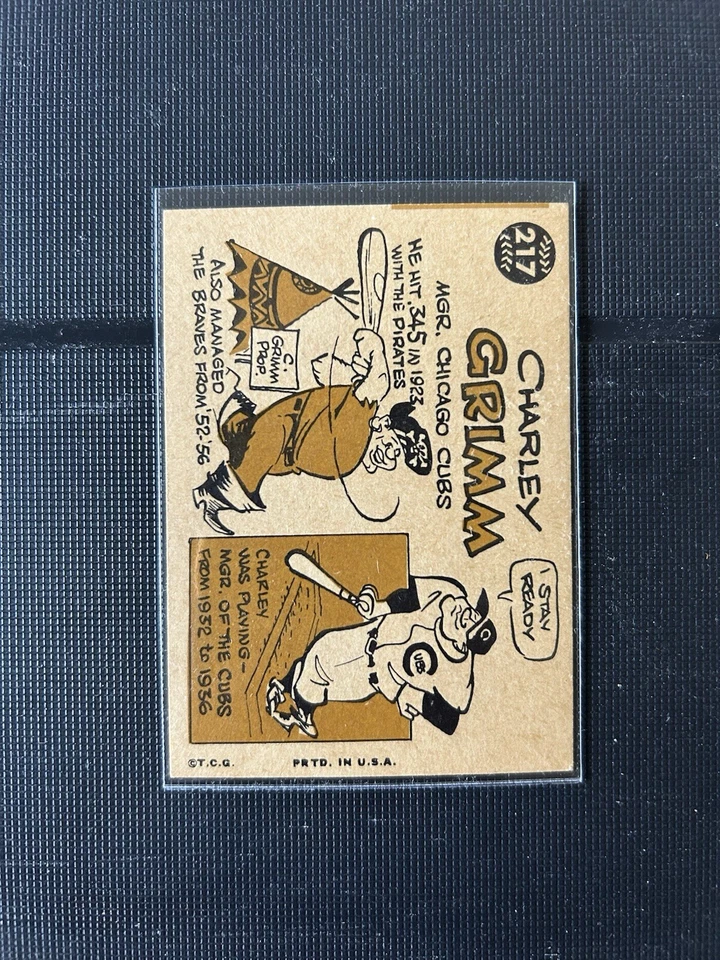 217
CHARLEY
GRIMM
MGR. CHICAGO CUBS
HE HIT .345 IN 1923
WITH THE PIRATES
C.
GRIMM
PROP.
ALSO MANAGED
THE BRAVES FROM '52-56
I STAY
READY
C
CUBS
CHARLEY
WAS PLAYING-
MGR. OF THE CUBS
FROM 1932 to 1936
©T.C.G.
PRTD. IN U.S.A.